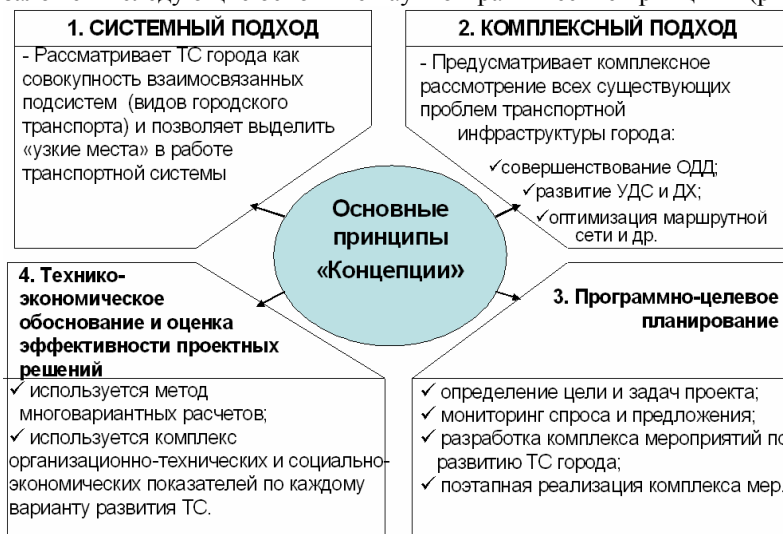 1. СИСТЕМНЫЙ ПОДХОД
- Рассматривает ТС города как
совокупность взаимосвязанных
подсистем (видов городского
транспорта) и позволяет выделить
«узкие места» в работе
транспортной системы
2. КОМПЛЕКСНЫЙ ПОДХОД
- Предусматривает комплексное
рассмотрение всех существующих
проблем транспортной
инфраструктуры города:
✓совершенствование ОДД;
✓развитие УДС и ДХ;
✓оптимизация маршрутной
сети и др.
Основные
принципы
«Концепции»
4. Технико-
экономическое
обоснование и оценка
эффективности проектных
решений
✓ используется метод
многовариантных расчетов;
✓ используется комплекс
организационно-технических и социально-
экономических показателей по каждому
варианту развития ТС.
3. Программно-целевое
планирование
✓ определение цели и задач проекта;
✓ мониторинг спроса и предложения;
✓ разработка комплекса мероприятий по
развитию ТС города;
✓ поэтапная реализация комплекса мер.